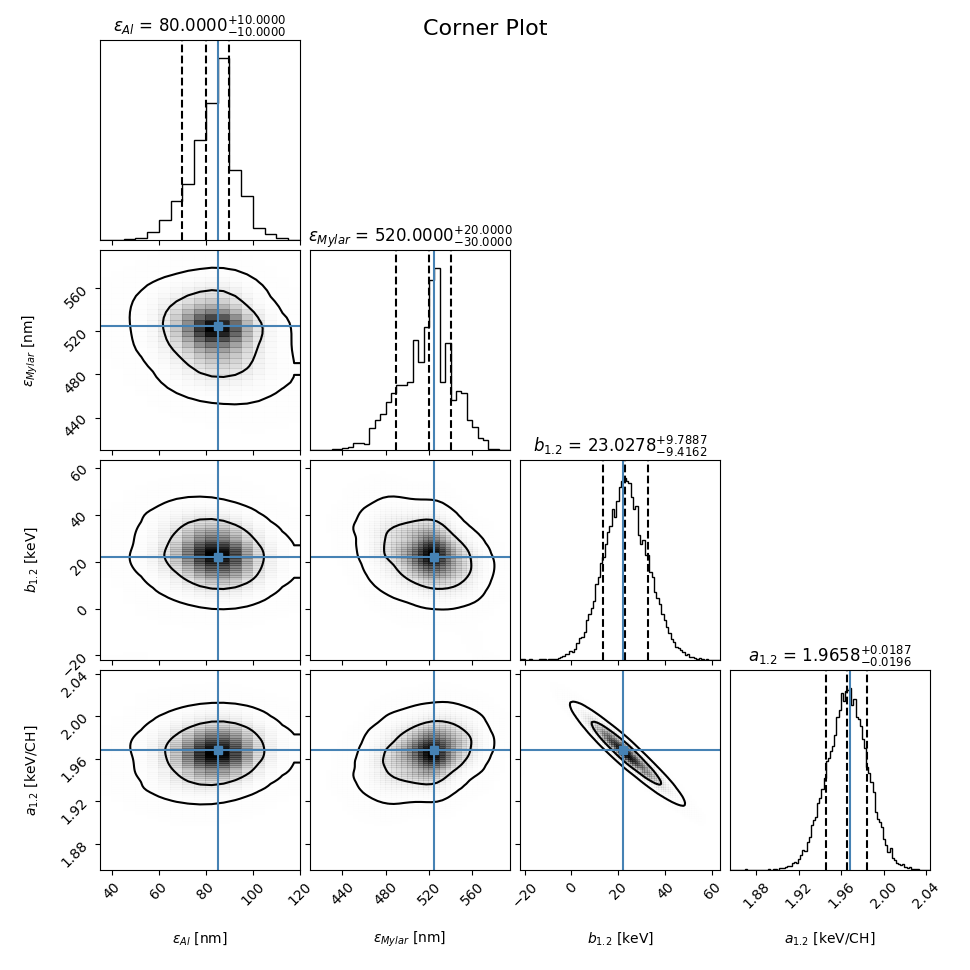 Corner Plot
ε_Al = 80.0000^{+10.0000}_{−10.0000}
ε_Mylar = 520.0000^{+20.0000}_{−30.0000}
ε_Mylar [nm]
560
520
480
440
b_1.2 = 23.0278^{+9.7887}_{−9.4162}
b_1.2 [keV]
60
40
20
0
−20
a_1.2 = 1.9658^{+0.0187}_{−0.0196}
a_1.2 [keV/CH]
2.04
2.00
1.96
1.92
1.88
40 60 80 100 120
440 480 520 560
−20 0 20 40 60
1.88 1.92 1.96 2.00 2.04
ε_Al [nm]
ε_Mylar [nm]
b_1.2 [keV]
a_1.2 [keV/CH]